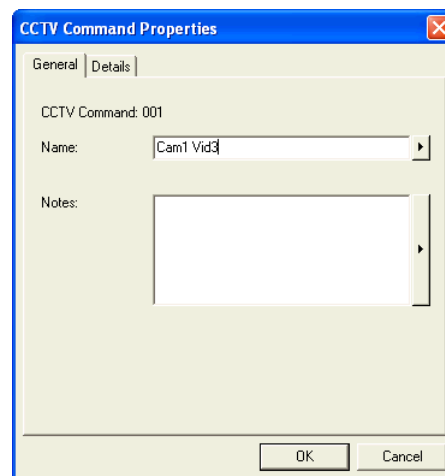 CCTV Command Properties
General Details
CCTV Command: 001
Name: Cam1 Vid3
Notes:
OK Cancel